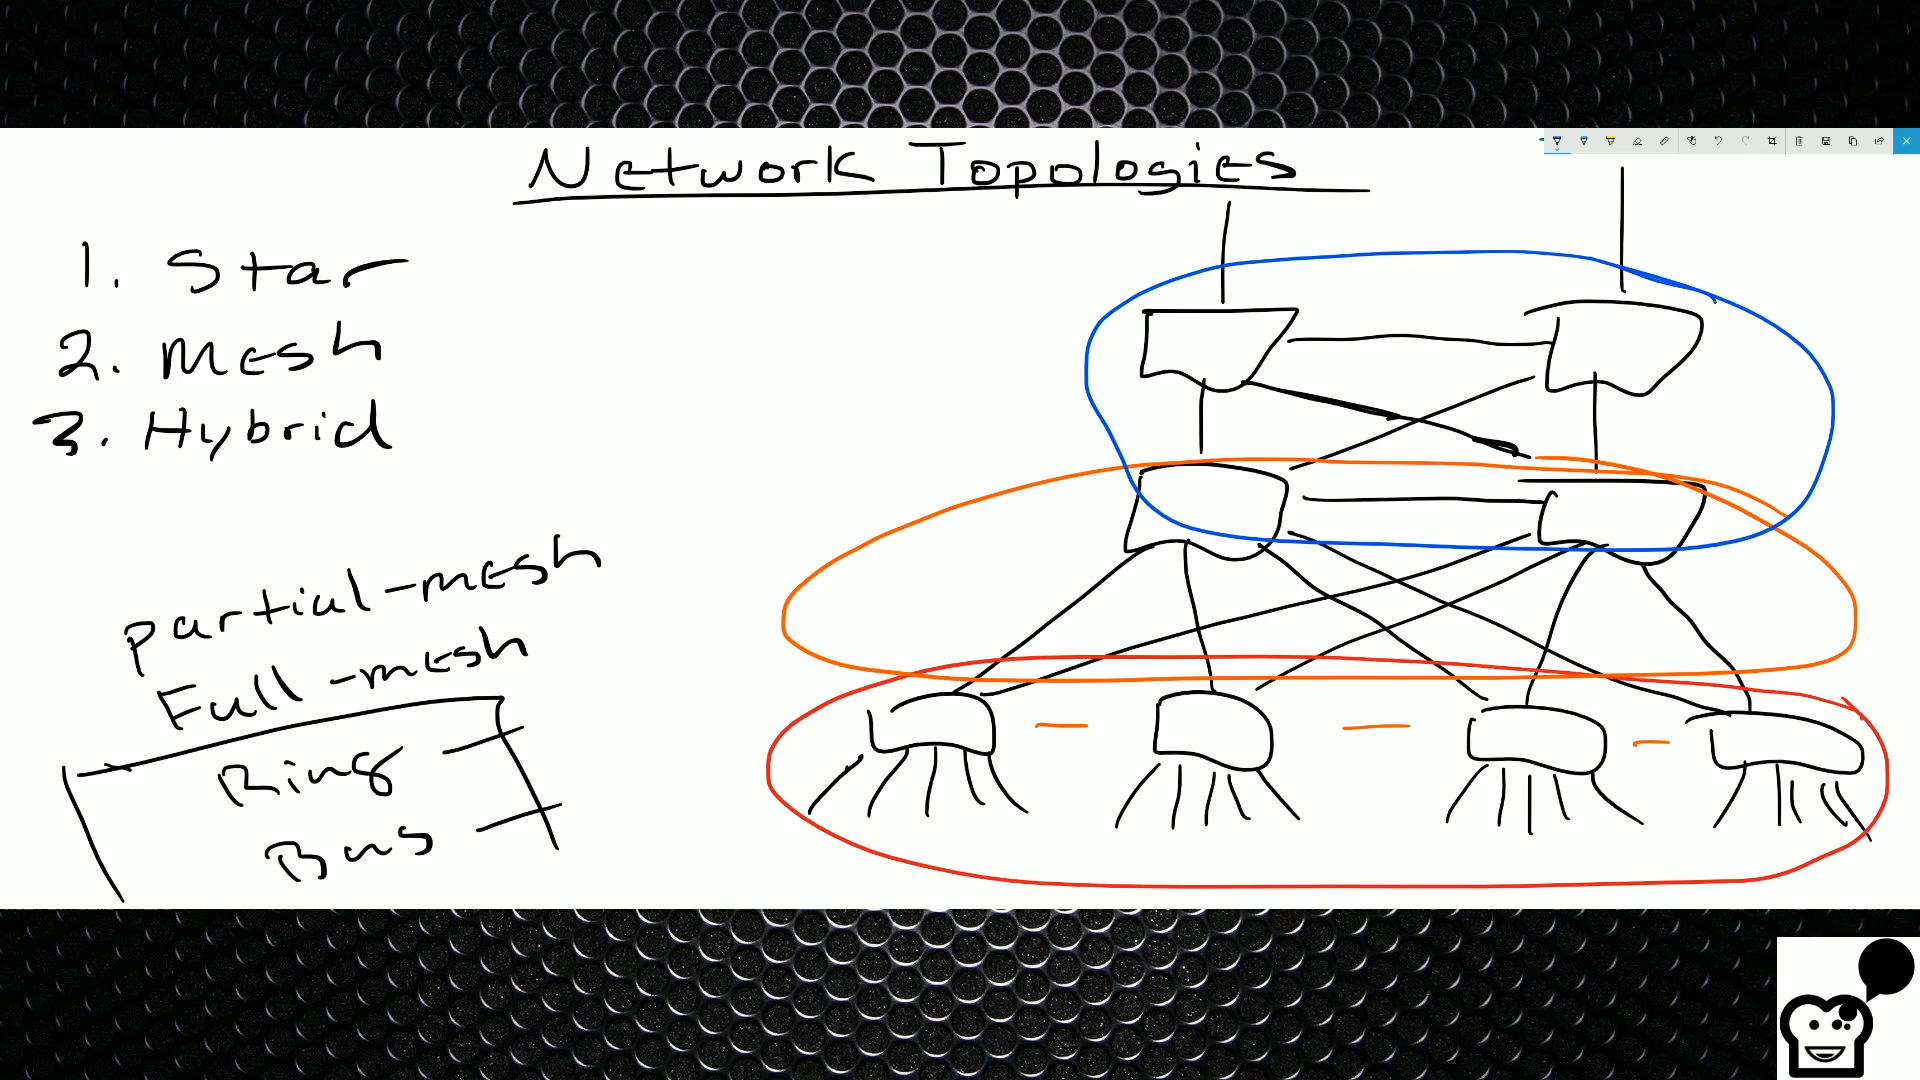 Network Topologies
1. Star
2. Mesh
3. Hybrid
partial-mesh
Full-mesh
Ring
Bus